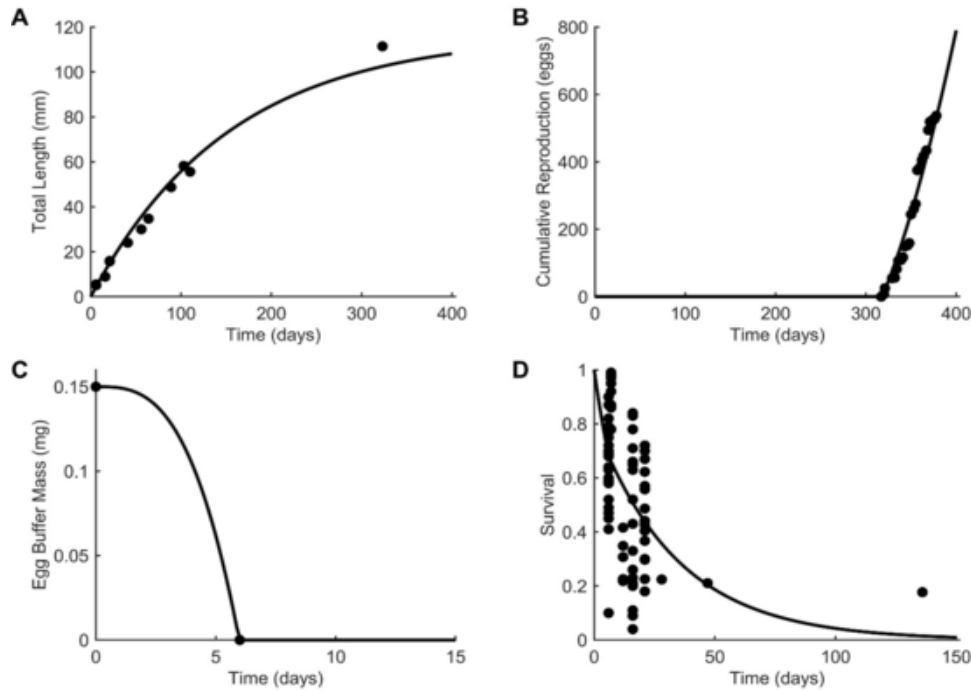 A
Total Length (mm)
120
100
80
60
40
20
0
0 100 200 300 400
Time (days)
B
Cumulative Reproduction (eggs)
800
600
400
200
0
0 100 200 300 400
Time (days)
C
Egg Buffer Mass (mg)
0.15
0.1
0.05
0
0 5 10 15
Time (days)
D
Survival
1
0.8
0.6
0.4
0.2
0
0 50 100 150
Time (days)